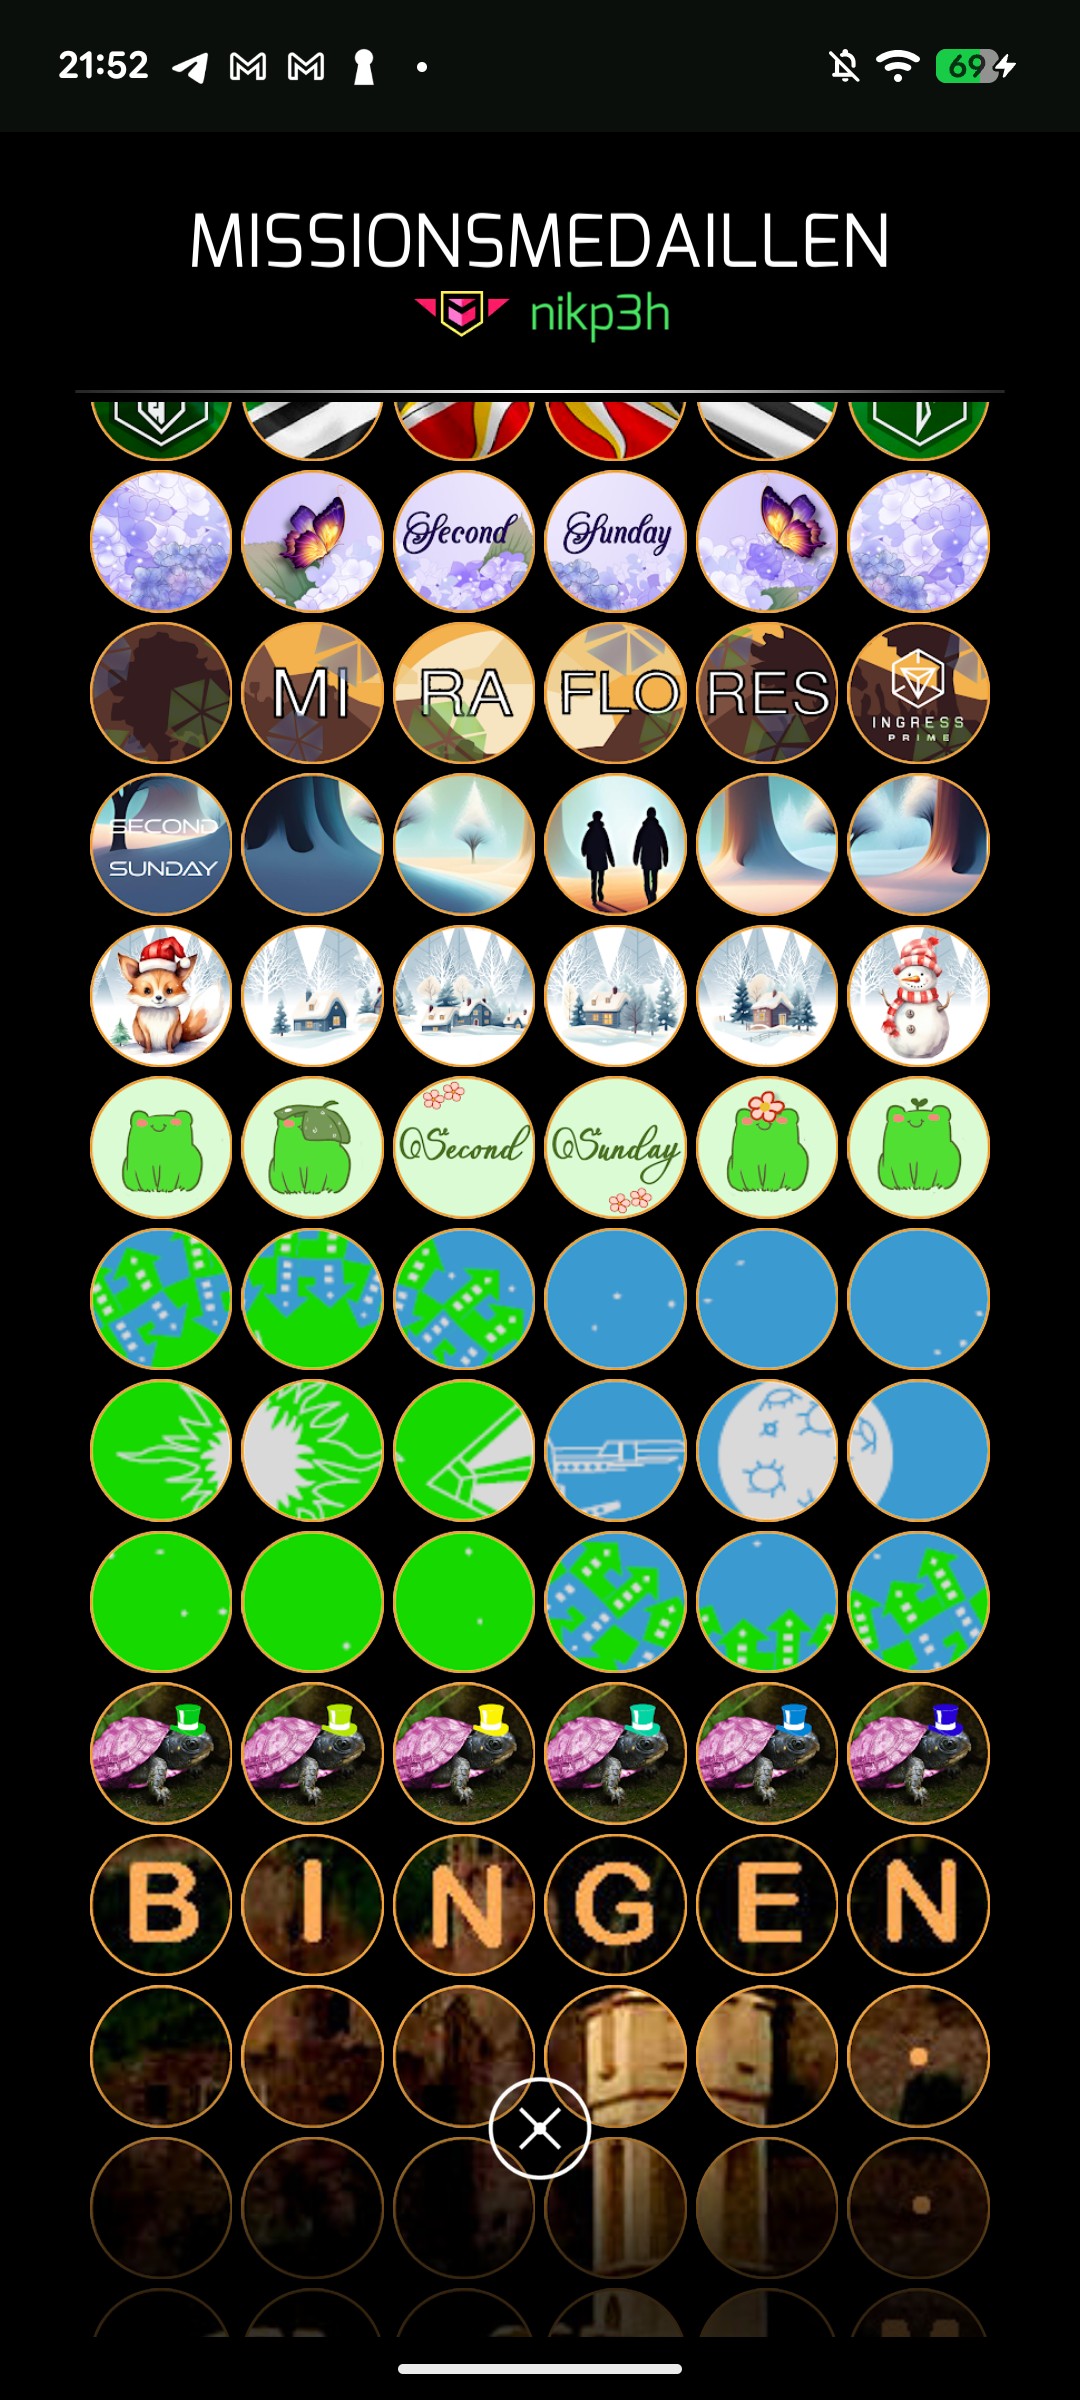 21:52
69
MISSIONSMEDAILLEN
nikp3h
Second Sunday
MI RA FLO RES INGRESS PRIME
SECOND SUNDAY
Second Sunday
B I N G E N